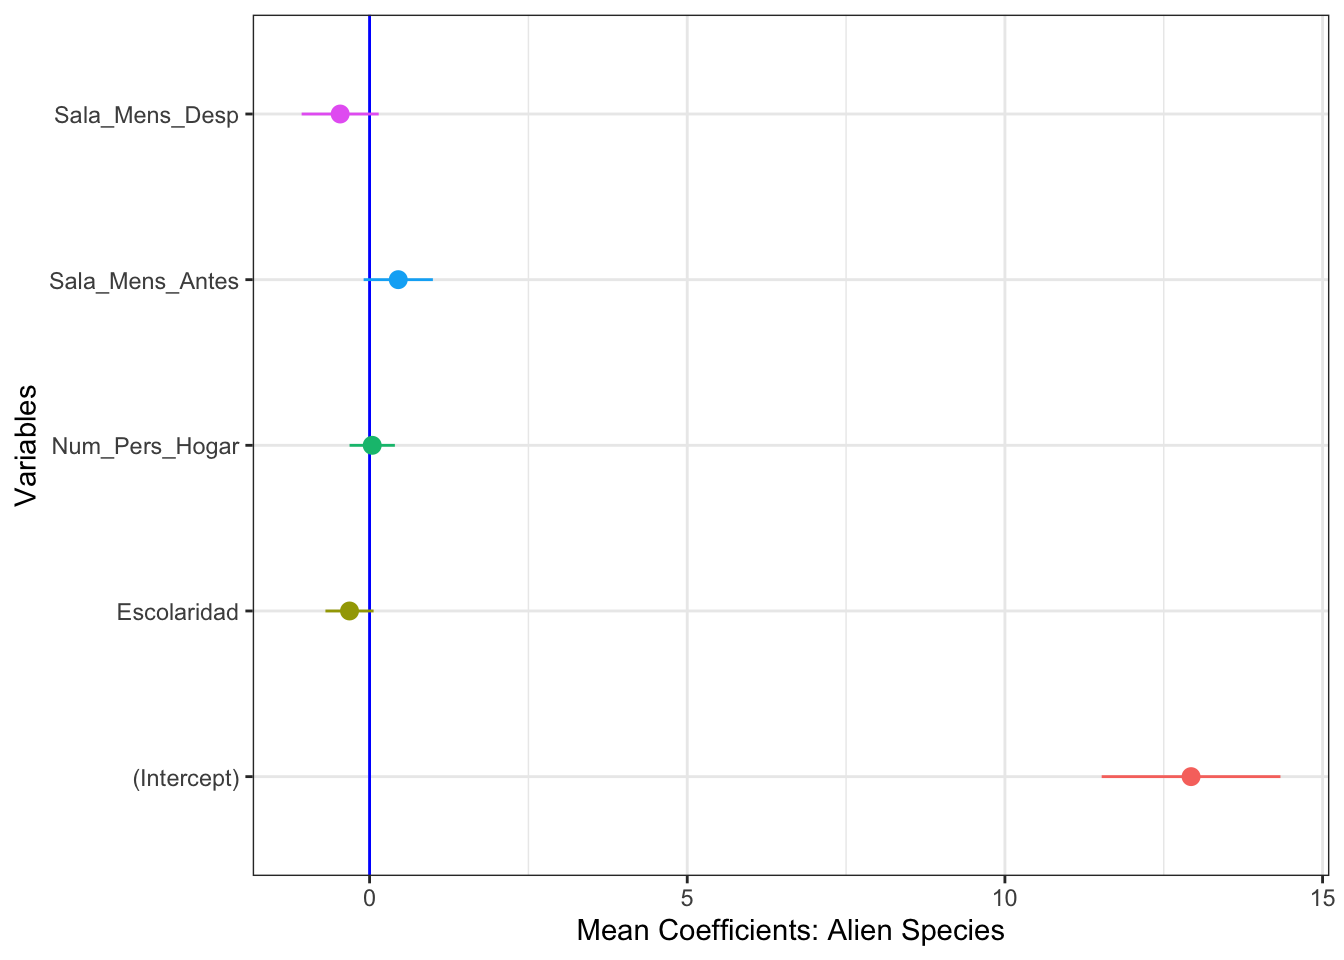 Variables
Sala_Mens_Desp
Sala_Mens_Antes
Num_Pers_Hogar
Escolaridad
(Intercept)
0 5 10 15
Mean Coefficients: Alien Species